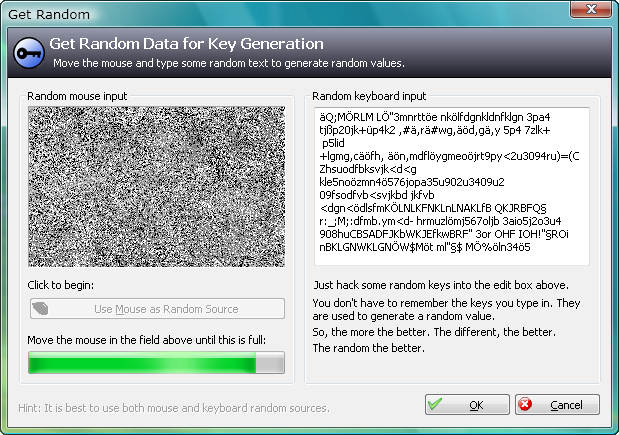 Get Random
Get Random Data for Key Generation
Move the mouse and type some random text to generate random values.
Random mouse input
Click to begin:
Use Mouse as Random Source
Move the mouse in the field above until this is full:
Random keyboard input
äQ;MÖRLM LÖ"3mnrttöe nkölfdgnkldnfklgn 3pa4
tjßp20jk+üp4k2 ,#ä,rä#wg,äöd,gä,y 5p4 7zlk+
p5lid
+lgmg,cäöfh, äön,mdflöygmeoöjrt9py<2u3094ru)=(C
Zhsuodfbksvjk<d<g
kle5noözmn4ö576jopa35u902u3409u2
09fsodfvb<svjkbd jkfvb
<dgn<ödlsfmKÖLNLKFNKLnLNAKLfB QKJRBFQ§
r:_;M;:dfmb.ym<d- hrmuzlömj567oljb 3aio5j2o3u4
908huCBSADFJKbWKJEfkwBRF" 3or OHF IOH!"§ROi
nBKLGNWKLGNÖW$Möt ml"§$ MÖ%öln34ö5
Just hack some random keys into the edit box above.
You don't have to remember the keys you type in. They
are used to generate a random value.
So, the more the better. The different, the better.
The random the better.
Hint: It is best to use both mouse and keyboard random sources.
OK
Cancel